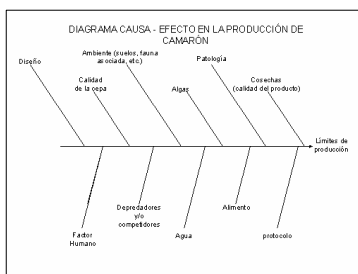 DIAGRAMA CAUSA - EFECTO EN LA PRODUCCIÓN DE
CAMARÓN
Diseño
Ambiente (suelos, fauna
asociada, etc.)
Patología
Calidad
de la cepa
Algas
Cosechas
(calidad del producto)
Límites de
producción
Factor
Humano
Depredadores
y/o
competidores
Agua
Alimento
protocolo